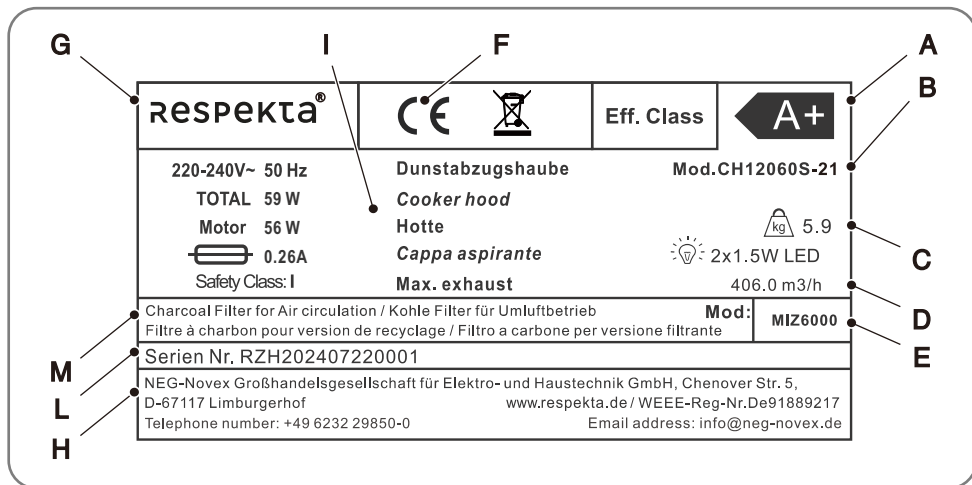 G I F A
B
ʀespekta®
CE
Eff. Class
A+
220-240V~ 50 Hz Dunstabzugshaube Mod.CH12060S-21
TOTAL 59 W Cooker hood
Motor 56 W Hotte kg 5.9
0.26A Cappa aspirante 2x1.5W LED
C
Safety Class: I Max. exhaust 406.0 m3/h
D
Charcoal Filter for Air circulation / Kohle Filter für Umluftbetrieb Mod: MIZ6000
Filtre à charbon pour version de recyclage / Filtro a carbone per versione filtrante
E
M
Serien Nr. RZH202407220001
L
NEG-Novex Großhandelsgesellschaft für Elektro- und Haustechnik GmbH, Chenover Str. 5,
D-67117 Limburgerhof www.respekta.de / WEEE-Reg-Nr.De91889217
Telephone number: +49 6232 29850-0 Email address: info@neg-novex.de
H